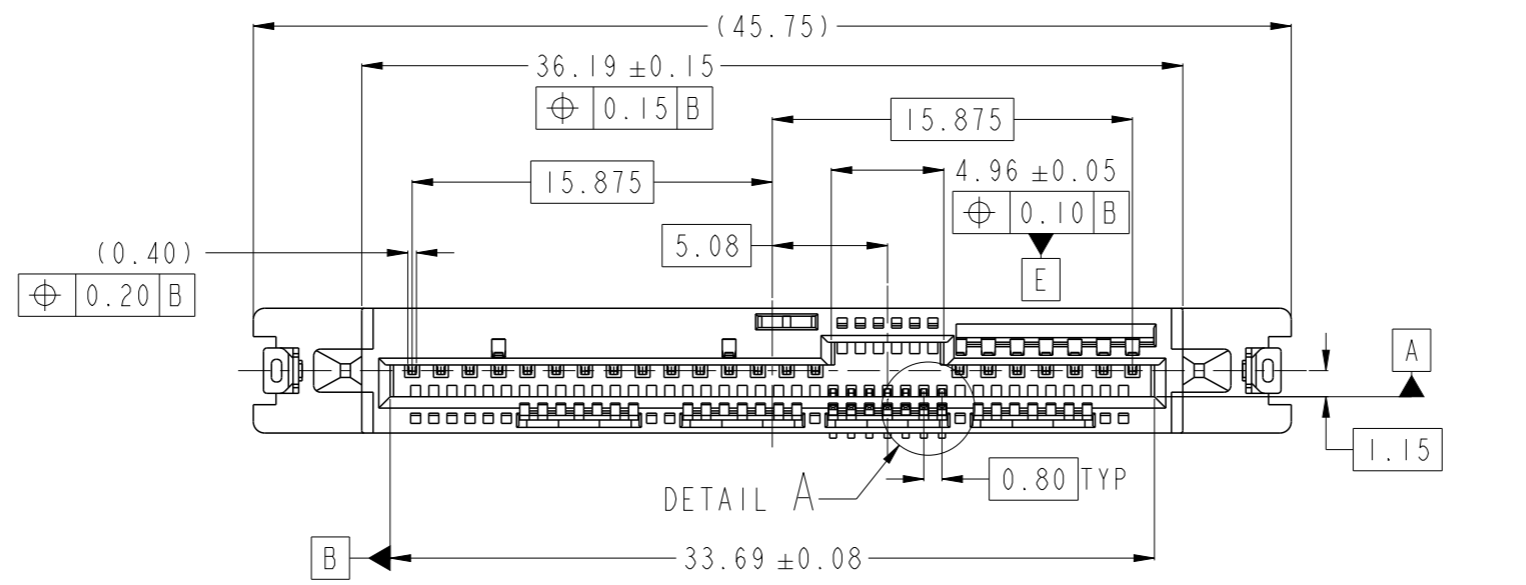 (45.75)
36.19 ±0.15
⌖ 0.15 B
15.875
15.875
4.96 ±0.05
⌖ 0.10 B
5.08
E
(0.40)
⌖ 0.20 B
A
1.15
0.80 TYP
DETAIL A
B
33.69 ±0.08